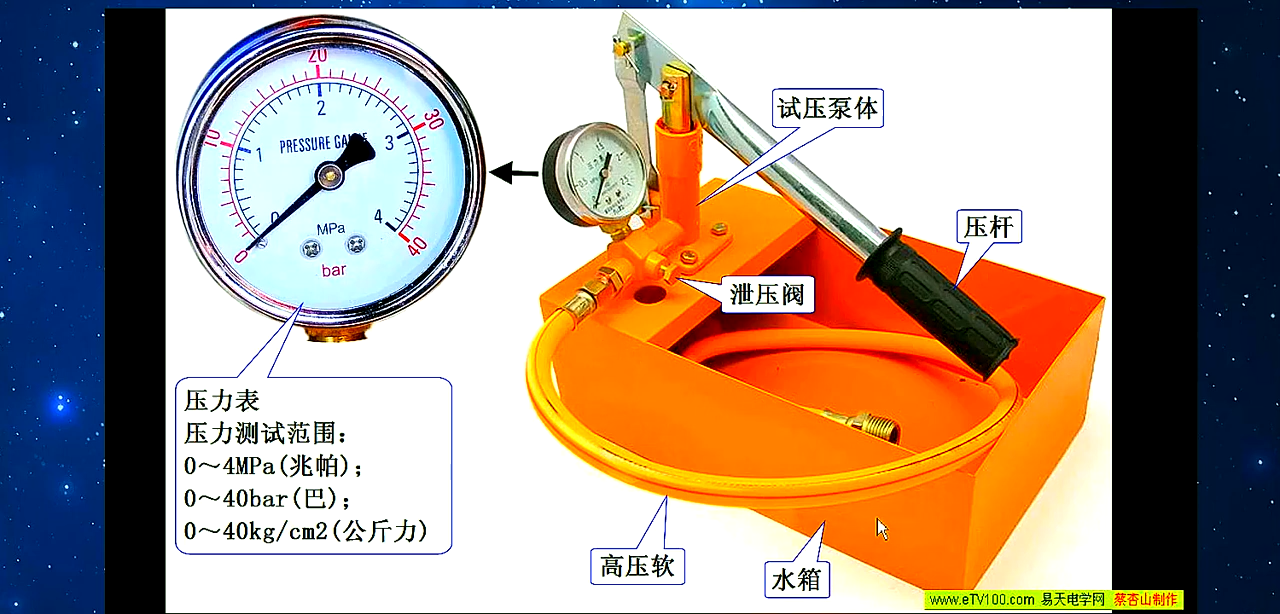 20
10
30
2
1
3
PRESSURE GAUGE
0
4
MPa
0
40
bar
试压泵体
压杆
泄压阀
压力表
压力测试范围:
0～4MPa(兆帕);
0～40bar(巴);
0～40kg/cm2(公斤力)
高压软
水箱
www.eTV100.com 易天电学网 蔡香山制作